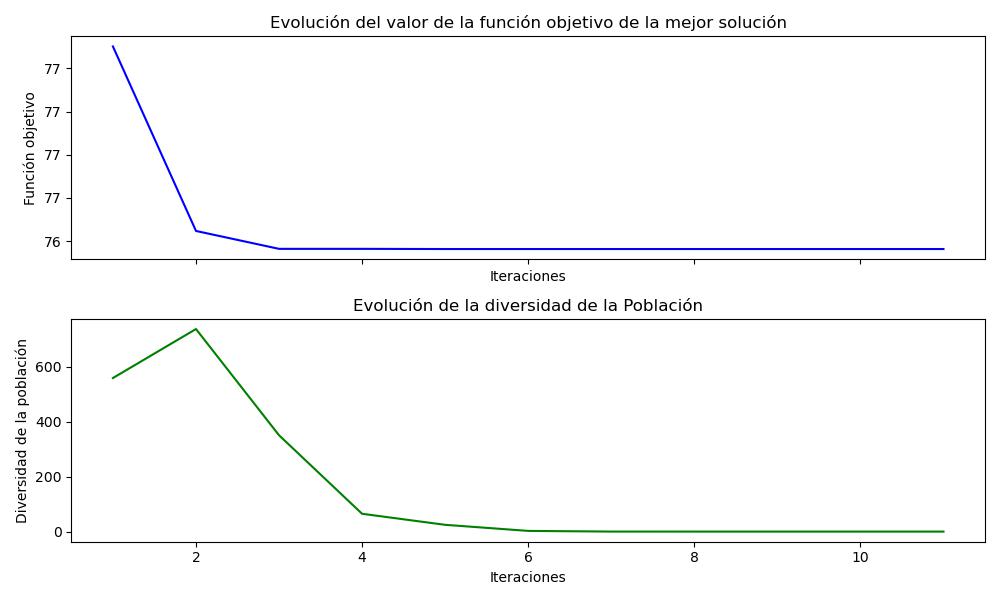 Evolución del valor de la función objetivo de la mejor solución
Función objetivo
77
77
77
77
76
Iteraciones
Evolución de la diversidad de la Población
Diversidad de la población
600
400
200
0
2 4 6 8 10
Iteraciones